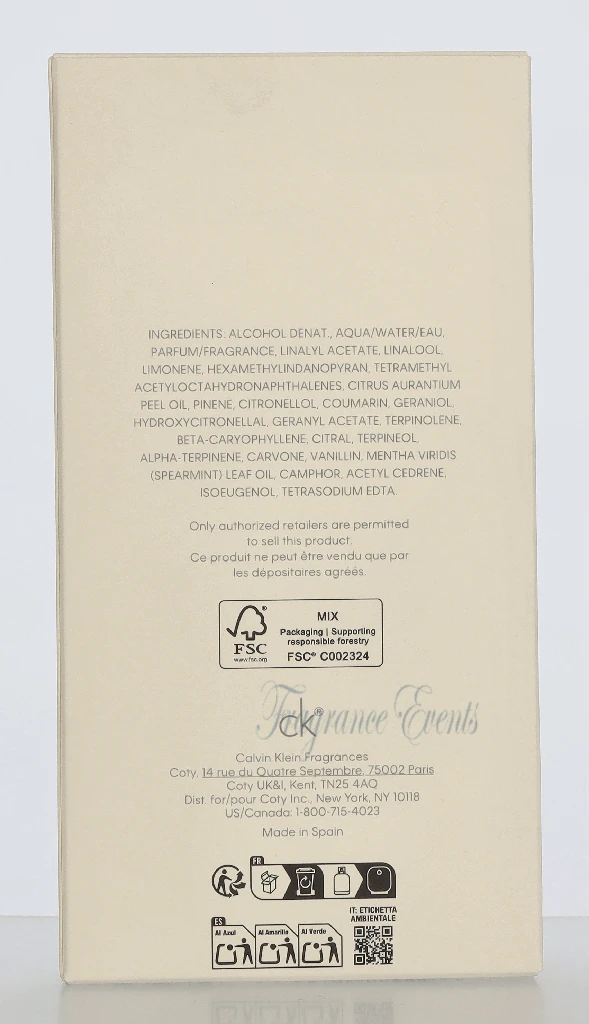 INGREDIENTS: ALCOHOL DENAT., AQUA/WATER/EAU,
PARFUM/FRAGRANCE, LINALYL ACETATE, LINALOOL,
LIMONENE, HEXAMETHYLINDANOPYRAN, TETRAMETHYL
ACETYLOCTAHYDRONAPHTHALENES, CITRUS AURANTIUM
PEEL OIL, PINENE, CITRONELLOL, COUMARIN, GERANIOL,
HYDROXYCITRONELLAL, GERANYL ACETATE, TERPINOLENE,
BETA-CARYOPHYLLENE, CITRAL, TERPINEOL,
ALPHA-TERPINENE, CARVONE, VANILLIN, MENTHA VIRIDIS
(SPEARMINT) LEAF OIL, CAMPHOR, ACETYL CEDRENE,
ISOEUGENOL, TETRASODIUM EDTA.
Only authorized retailers are permitted
to sell this product.
Ce produit ne peut être vendu que par
les dépositaires agréés.
FSC®
www.fsc.org
MIX
Packaging | Supporting
responsible forestry
FSC® C002324
Fragrance Events
ck®
Calvin Klein Fragrances
Coty, 14 rue du Quatre Septembre, 75002 Paris
Coty UK&I, Kent, TN25 4AQ
Dist. for/pour Coty Inc., New York, NY 10118
US/Canada: 1-800-715-4023
Made in Spain
FR
ES
Al Azul Al Amarillo Al Verde
IT: ETICHETTA
AMBIENTALE